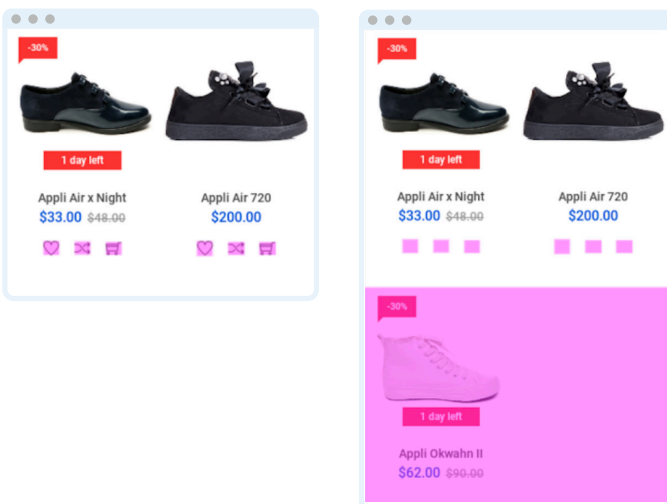 -30%
1 day left
Appli Air x Night
$33.00 $48.00
Appli Air 720
$200.00
-30%
1 day left
Appli Air x Night
$33.00 $48.00
Appli Air 720
$200.00
-30%
1 day left
Appli Okwahn II
$62.00 $90.00